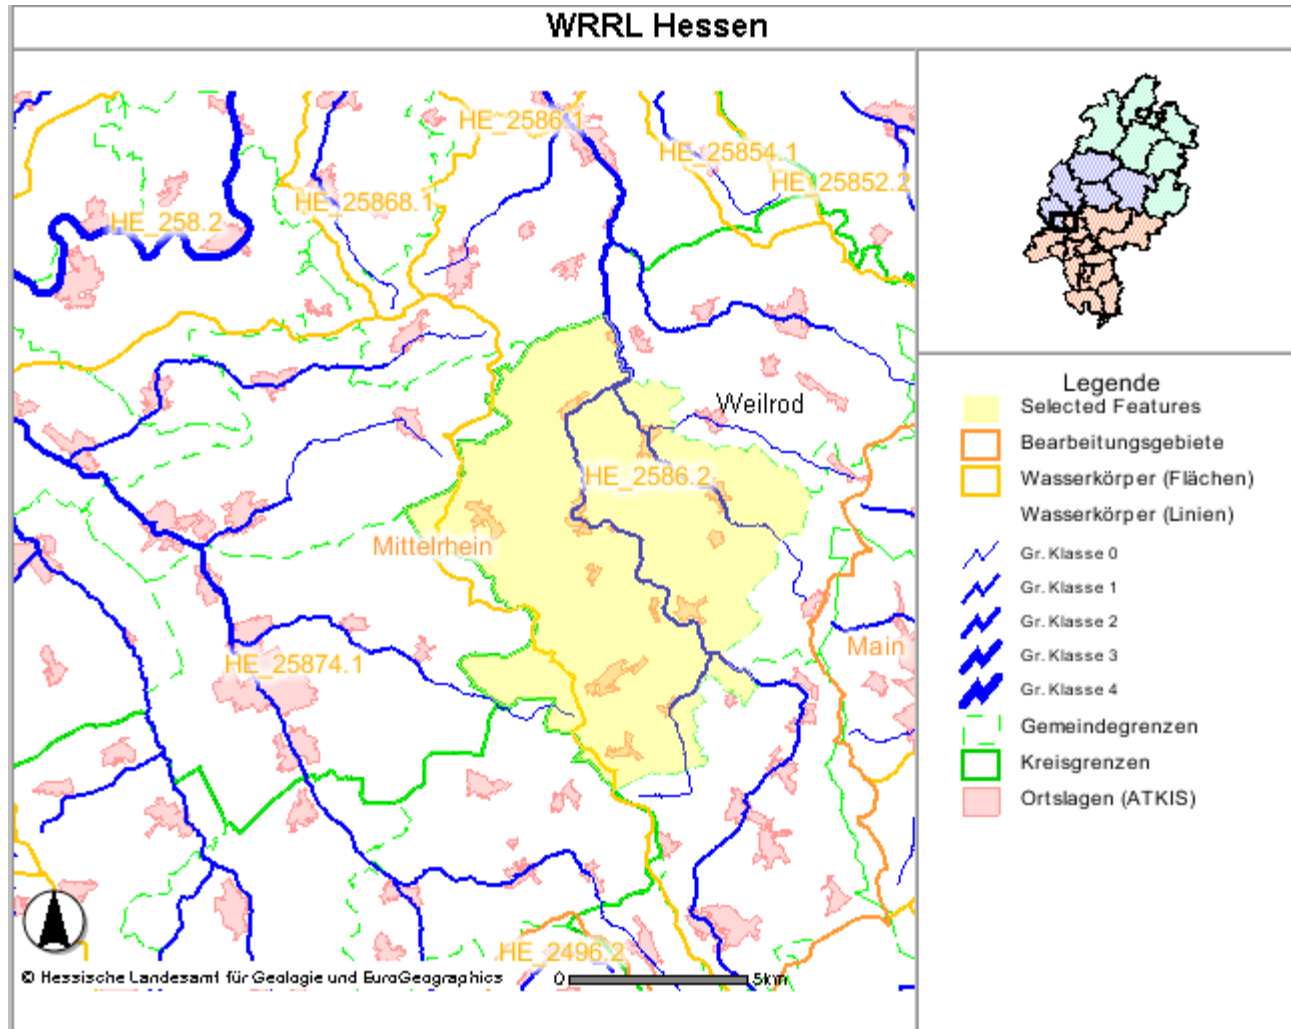 WRRL Hessen
HE_2586.1
HE_25854.1
HE_25852.2
HE_25868.1
HE_258.2
Weilrod
HE_2586.2
Mittelrhein
Main
HE_25874.1
HE_2496.2
© Hessische Landesamt für Geologie und EuroGeographics
0 5km
Legende
Selected Features
Bearbeitungsgebiete
Wasserkörper (Flächen)
Wasserkörper (Linien)
Gr. Klasse 0
Gr. Klasse 1
Gr. Klasse 2
Gr. Klasse 3
Gr. Klasse 4
Gemeindegrenzen
Kreisgrenzen
Ortslagen (ATKIS)